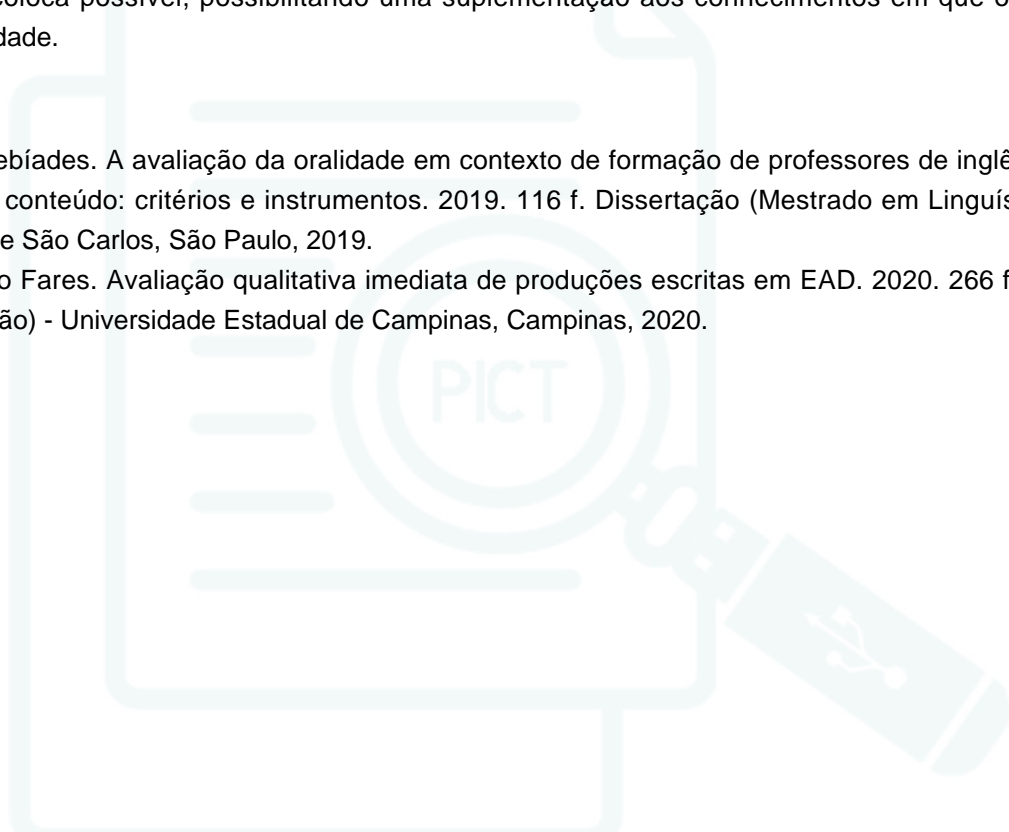 coloca possível, possibilitando uma suplementação aos conhecimentos em que o
dade.
ebíades. A avaliação da oralidade em contexto de formação de professores de inglê
conteúdo: critérios e instrumentos. 2019. 116 f. Dissertação (Mestrado em Linguís
e São Carlos, São Paulo, 2019.
o Fares. Avaliação qualitativa imediata de produções escritas em EAD. 2020. 266 f
ão) - Universidade Estadual de Campinas, Campinas, 2020.
PICT